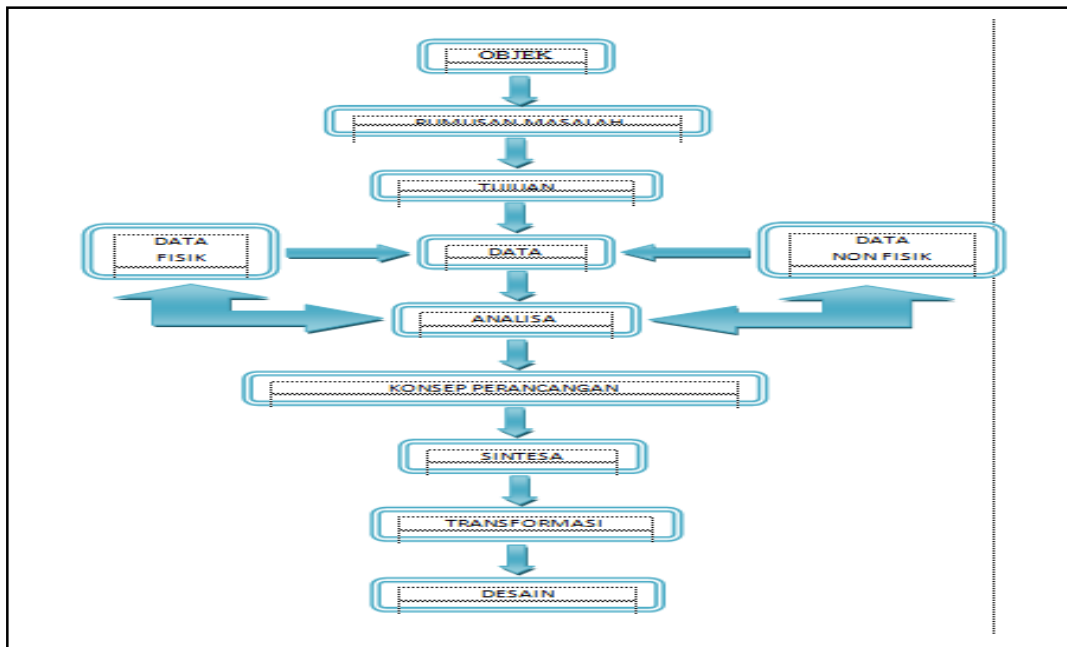 OBJEK
RUMUSAN MASALAH
TUJUAN
DATA
FISIK
DATA
DATA
NON FISIK
ANALISA
KONSEP PERANCANGAN
SINTESA
TRANSFORMASI
DESAIN